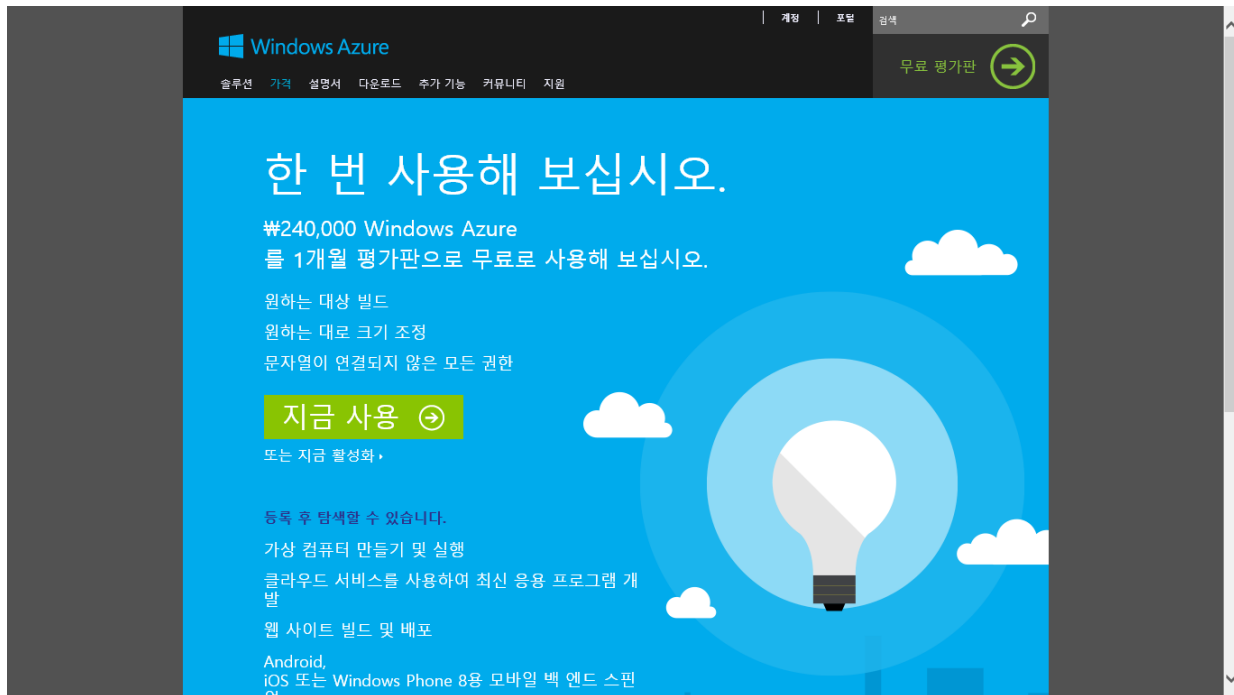 계정
포털
검색
Windows Azure
무료 평가판
솔루션 가격 설명서 다운로드 추가 기능 커뮤니티 지원
한 번 사용해 보십시오.
₩240,000 Windows Azure
를 1개월 평가판으로 무료로 사용해 보십시오.
원하는 대상 빌드
원하는 대로 크기 조정
문자열이 연결되지 않은 모든 권한
지금 사용
또는 지금 활성화
등록 후 탐색할 수 있습니다.
가상 컴퓨터 만들기 및 실행
클라우드 서비스를 사용하여 최신 응용 프로그램 개
발
웹 사이트 빌드 및 배포
Android,
iOS 또는 Windows Phone 8용 모바일 백 엔드 스핀